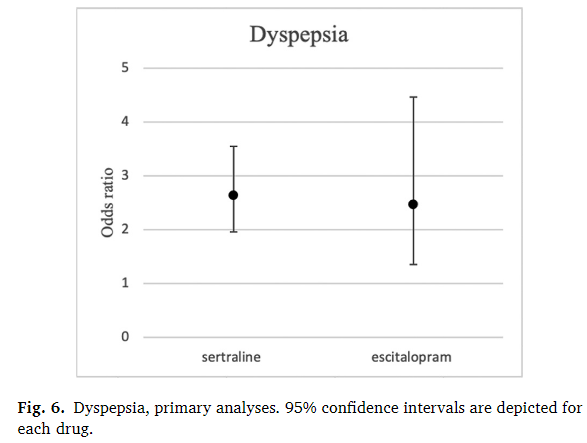 Dyspepsia
5
4
3
2
1
0
Odds ratio
sertraline
escitalopram
Fig. 6. Dyspepsia, primary analyses. 95% confidence intervals are depicted for
each drug.